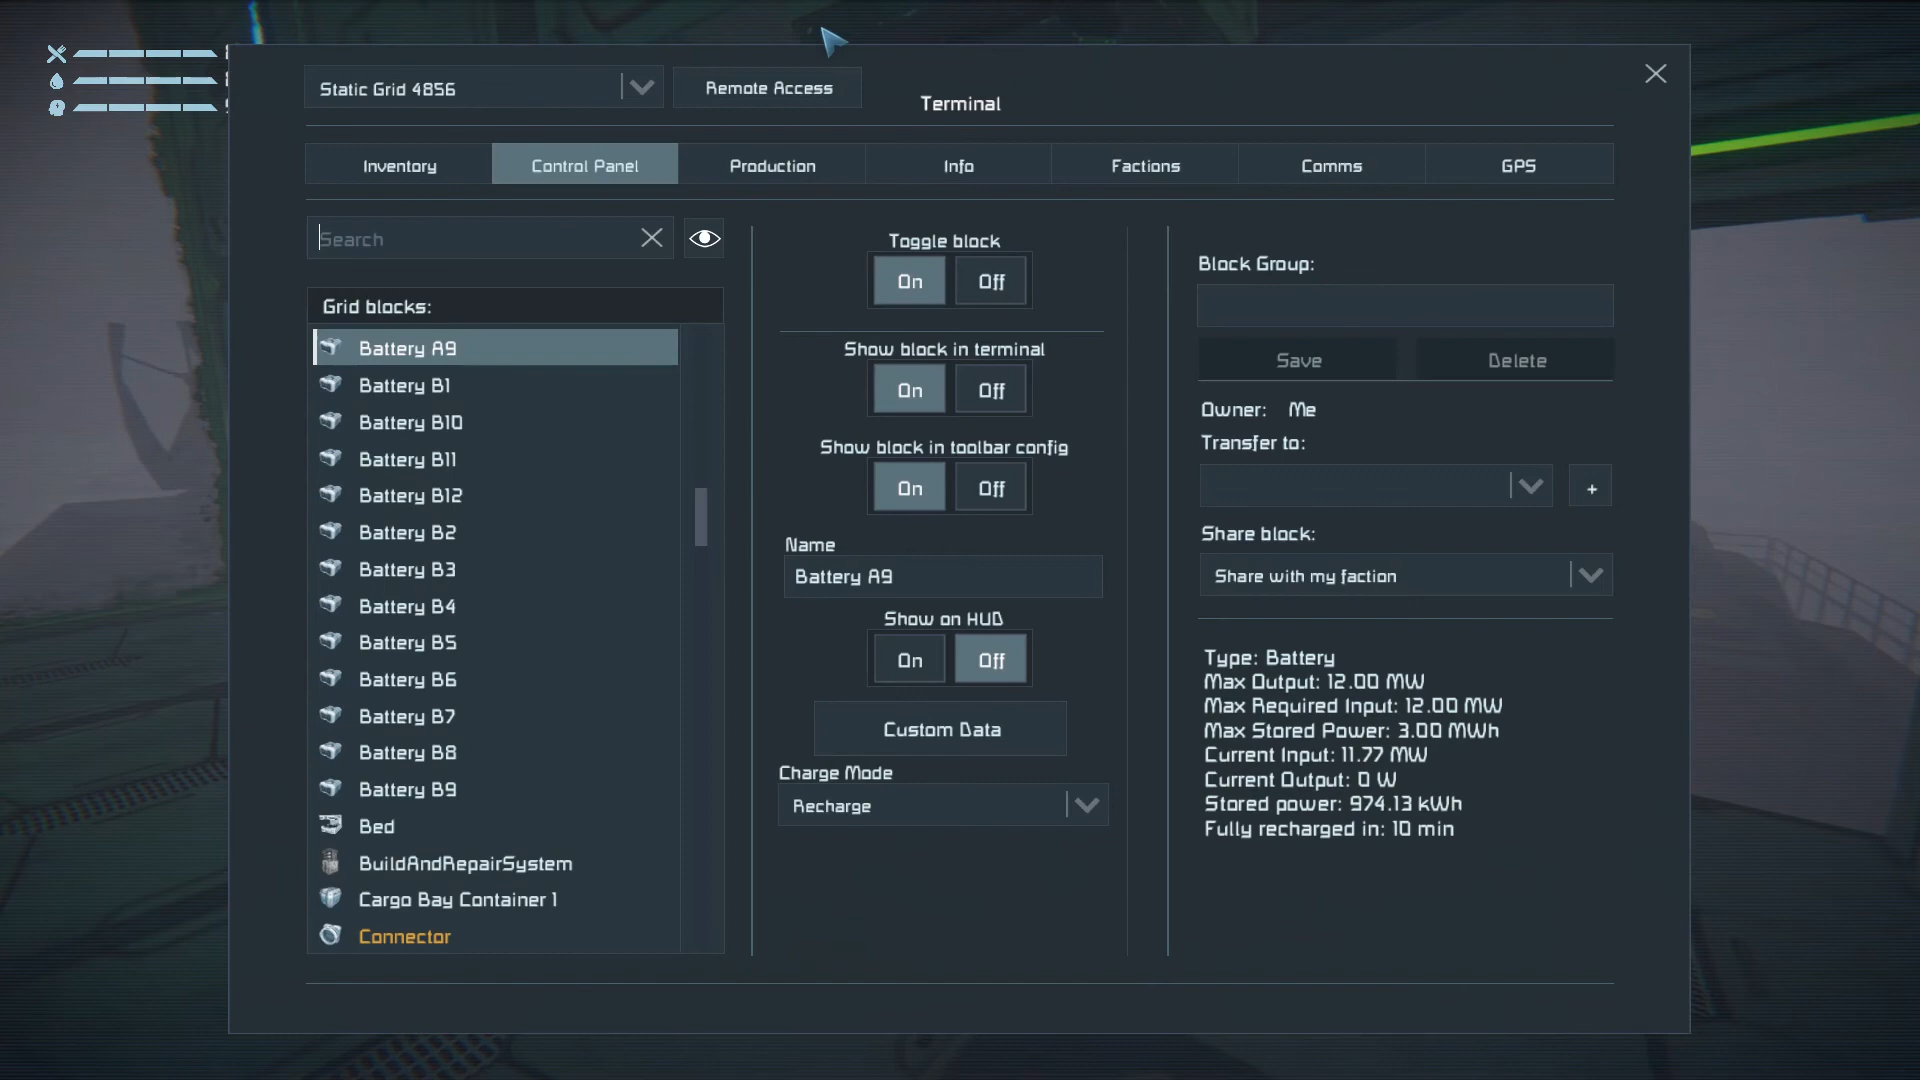 Static Grid 4856
Remote Access
Terminal
Inventory
Control Panel
Production
Info
Factions
Comms
GPS
Search
Grid blocks:
Battery A9
Battery B1
Battery B10
Battery B11
Battery B12
Battery B2
Battery B3
Battery B4
Battery B5
Battery B6
Battery B7
Battery B8
Battery B9
Bed
BuildAndRepairSystem
Cargo Bay Container 1
Connector
Toggle block
On Off
Show block in terminal
On Off
Show block in toolbar config
On Off
Name
Battery A9
Show on HUD
On Off
Custom Data
Charge Mode
Recharge
Block Group:
Save Delete
Owner: Me
Transfer to:
+
Share block:
Share with my faction
Type: Battery
Max Output: 12.00 MW
Max Required Input: 12.00 MW
Max Stored Power: 3.00 MWh
Current Input: 11.77 MW
Current Output: 0 W
Stored power: 974.13 kWh
Fully recharged in: 10 min